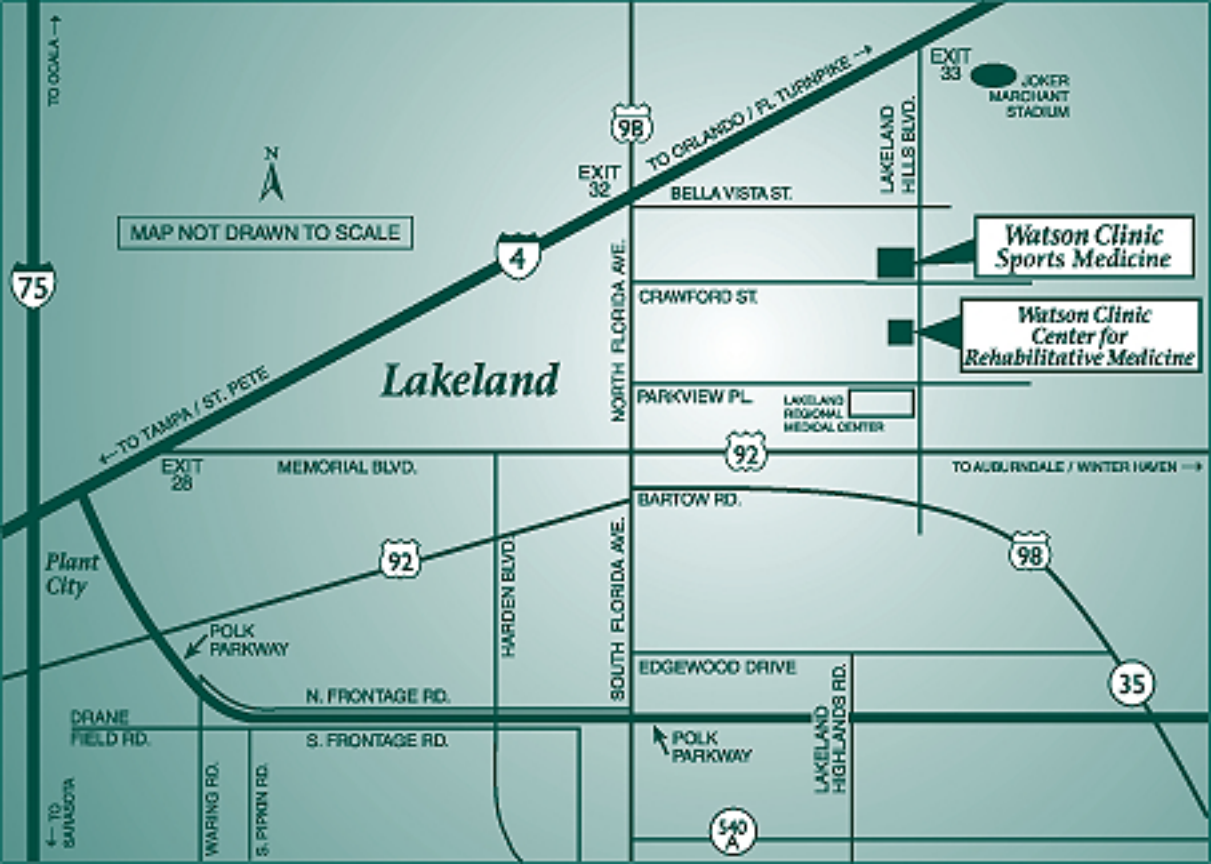 TO OCALA →
EXIT
33
JOKER
MARCHANT
STADIUM
98
TO ORLANDO / FL TURNPIKE →
LAKELAND
HILLS BLVD.
N
EXIT
32
BELLA VISTA ST.
MAP NOT DRAWN TO SCALE
4
Watson Clinic
Sports Medicine
75
NORTH FLORIDA AVE.
CRAWFORD ST.
Watson Clinic
Center for
Rehabilitative Medicine
Lakeland
← TO TAMPA / ST. PETE
PARKVIEW PL.
LAKELAND
REGIONAL
MEDICAL CENTER
EXIT
28
MEMORIAL BLVD.
92
TO AUBURNDALE / WINTER HAVEN →
BARTOW RD.
Plant
City
92
HARDEN BLVD.
SOUTH FLORIDA AVE.
98
POLK
PARKWAY
EDGEWOOD DRIVE
35
N. FRONTAGE RD.
DRANE
FIELD RD.
S. FRONTAGE RD.
POLK
PARKWAY
LAKELAND
HIGHLANDS RD.
← TO
SARASOTA
WARING RD.
S. PIPKIN RD.
540
A